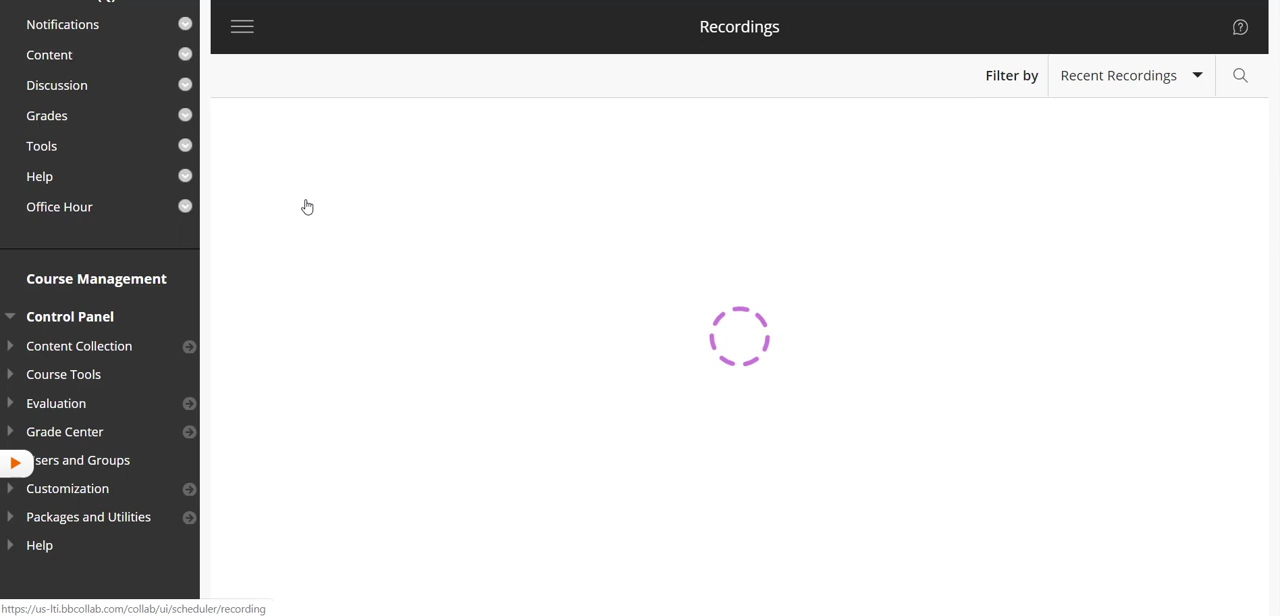 Notifications
Content
Discussion
Grades
Tools
Help
Office Hour
Course Management
Control Panel
Content Collection
Course Tools
Evaluation
Grade Center
sers and Groups
Customization
Packages and Utilities
Help
Recordings
Filter by Recent Recordings
https://us-lti.bbcollab.com/collab/ui/scheduler/recording